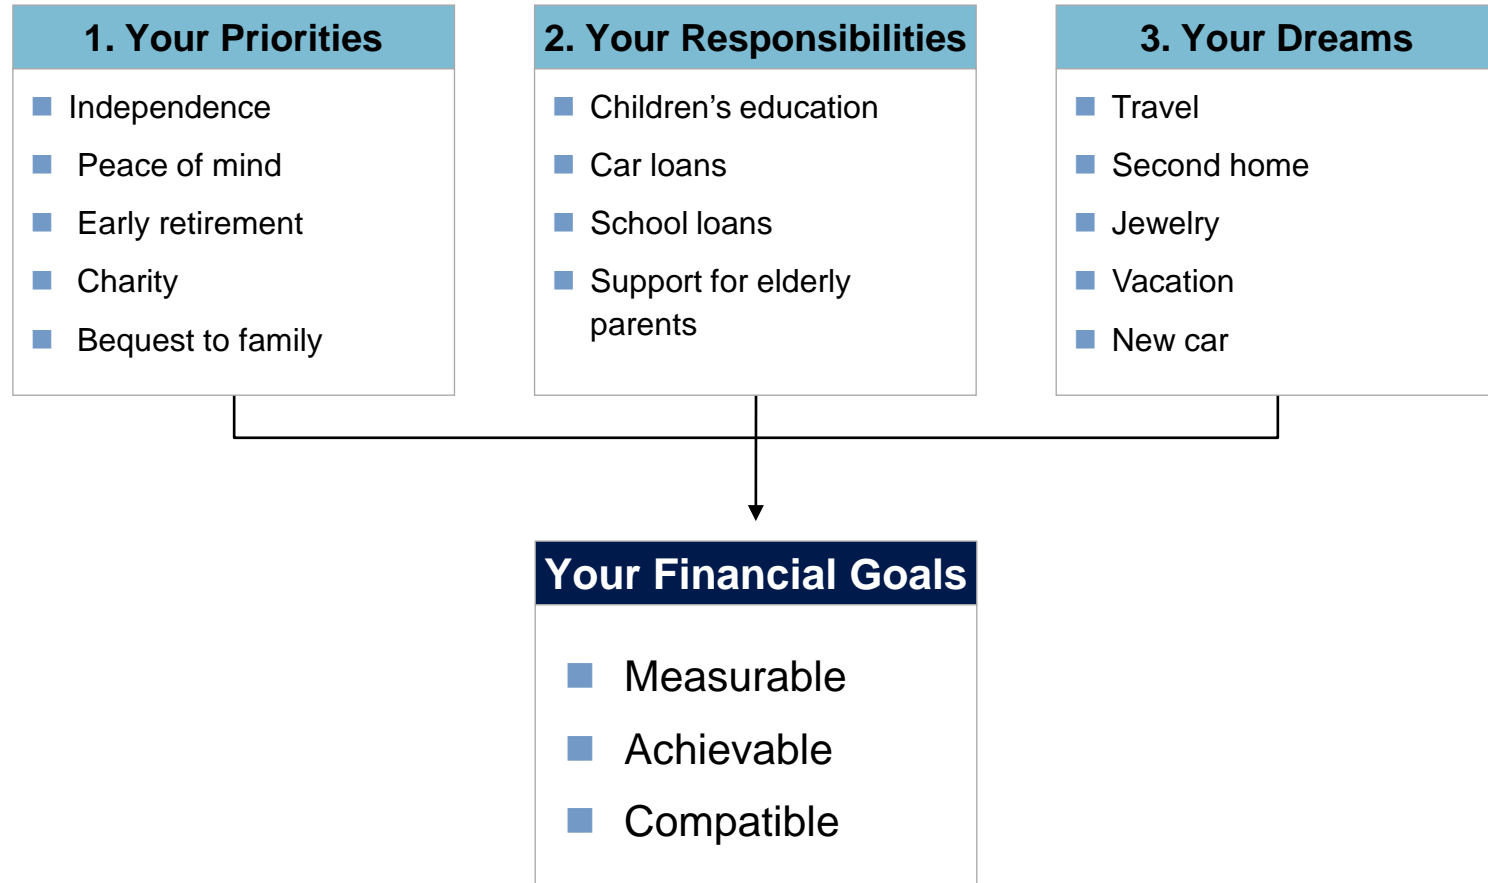 1. Your Priorities
Independence
Peace of mind
Early retirement
Charity
Bequest to family
2. Your Responsibilities
Children's education
Car loans
School loans
Support for elderly
parents
3. Your Dreams
Travel
Second home
Jewelry
Vacation
New car
Your Financial Goals
Measurable
Achievable
Compatible